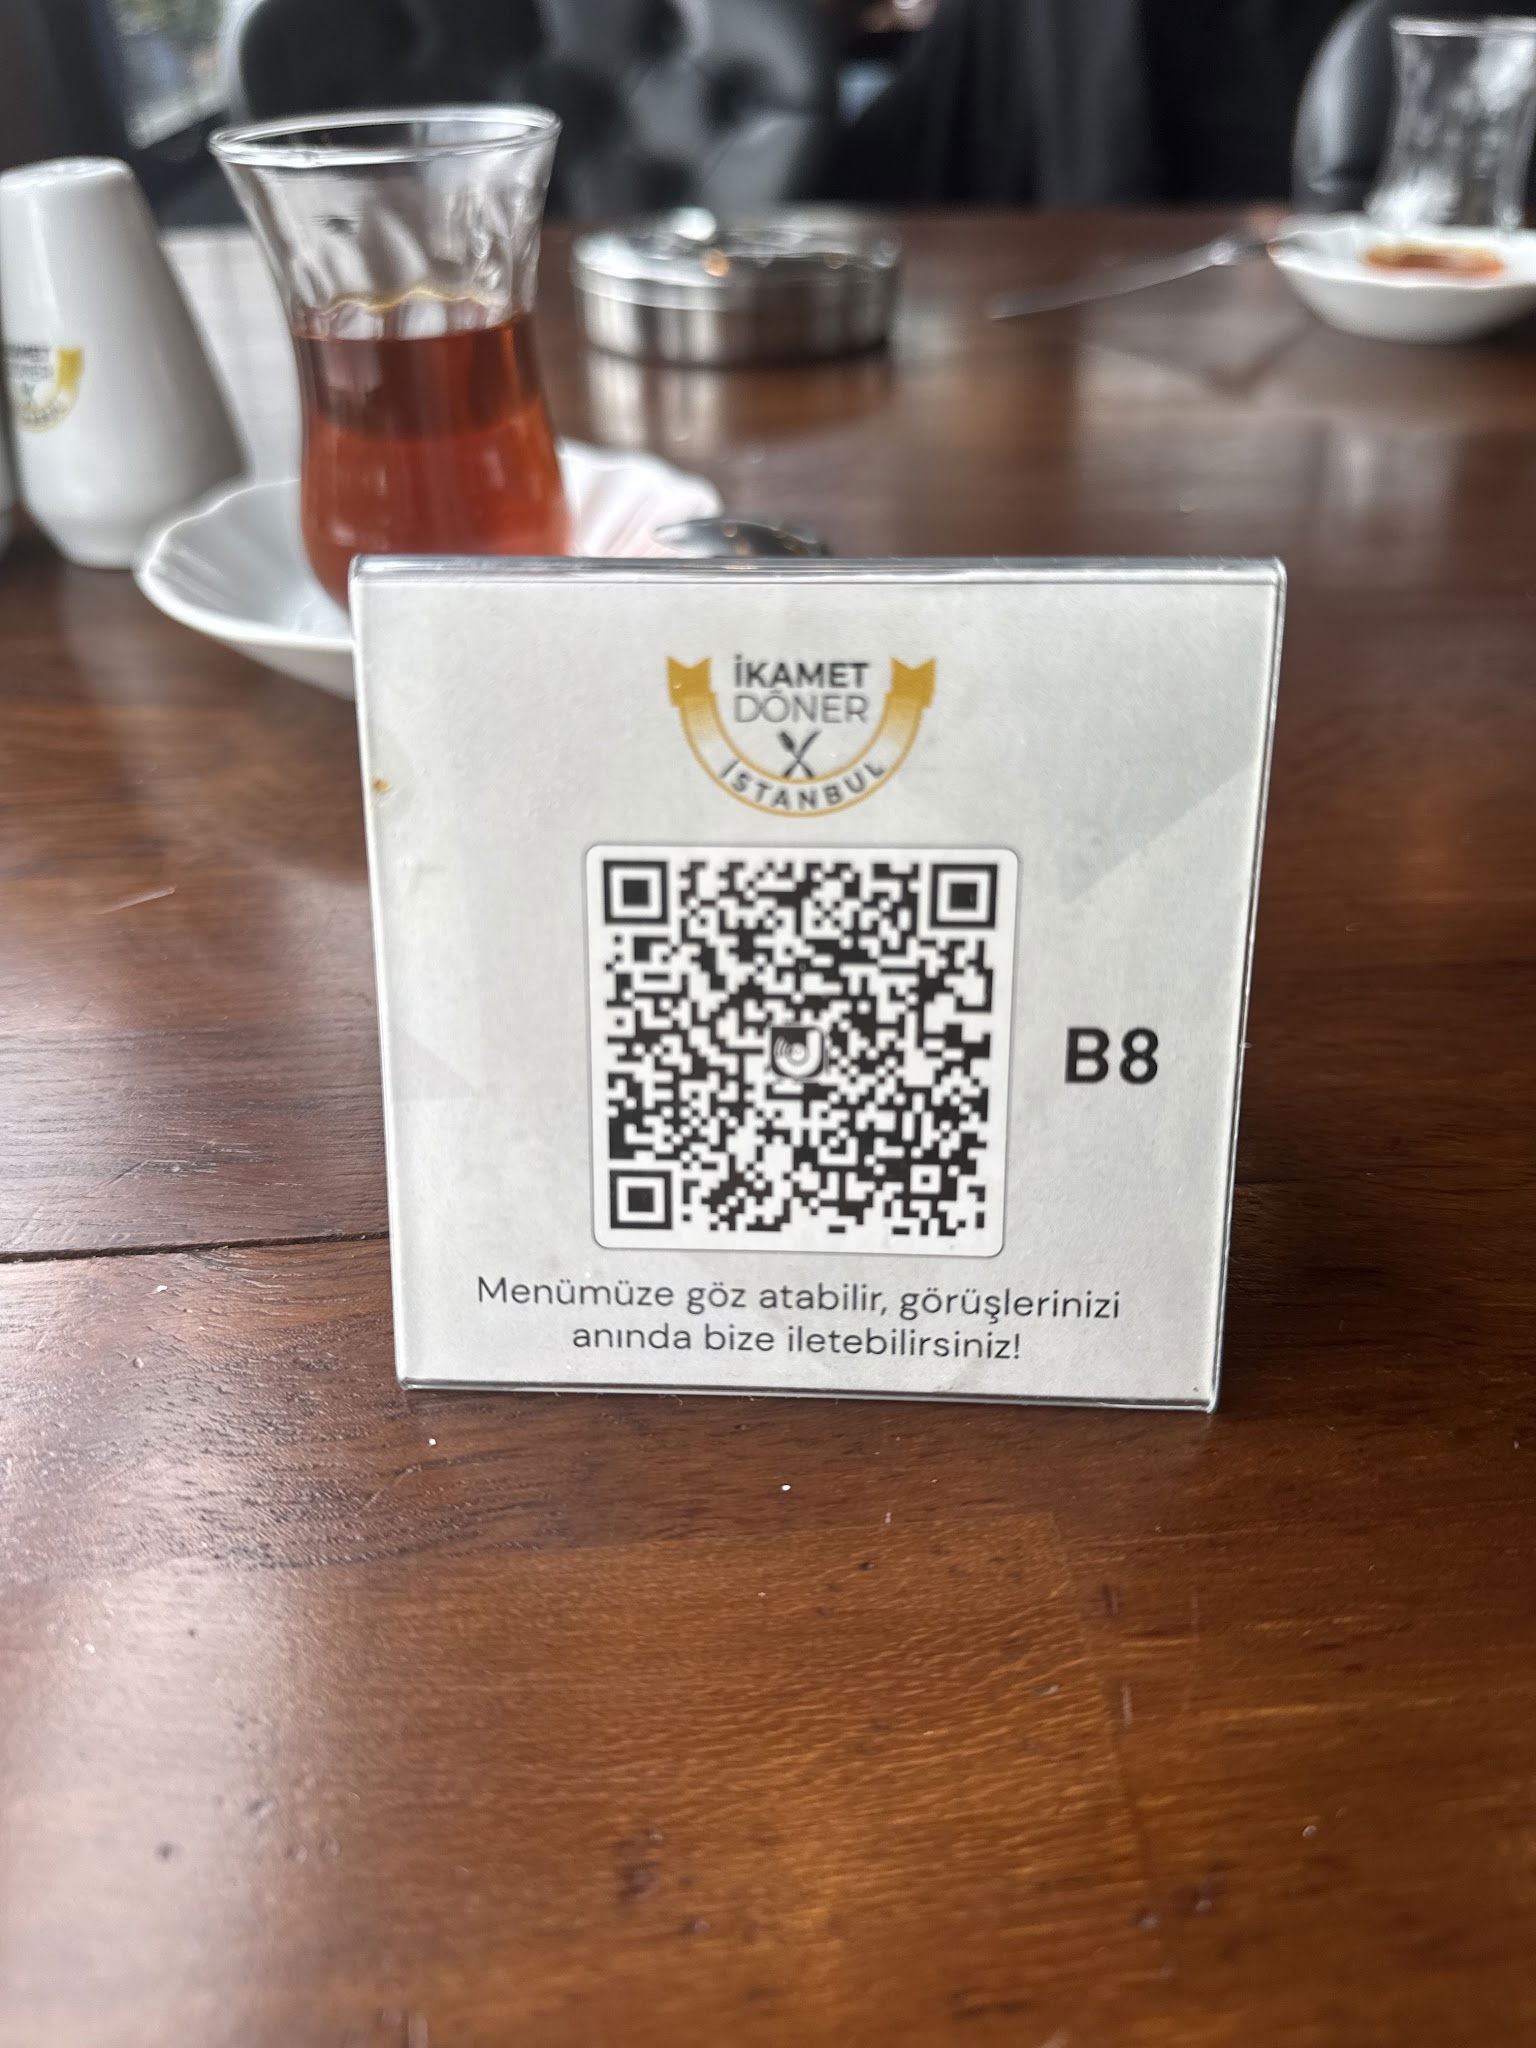 İKAMET
DÖNER
İSTANBUL
B8
Menümüze göz atabilir, görüşlerinizi
anında bize iletebilirsiniz!